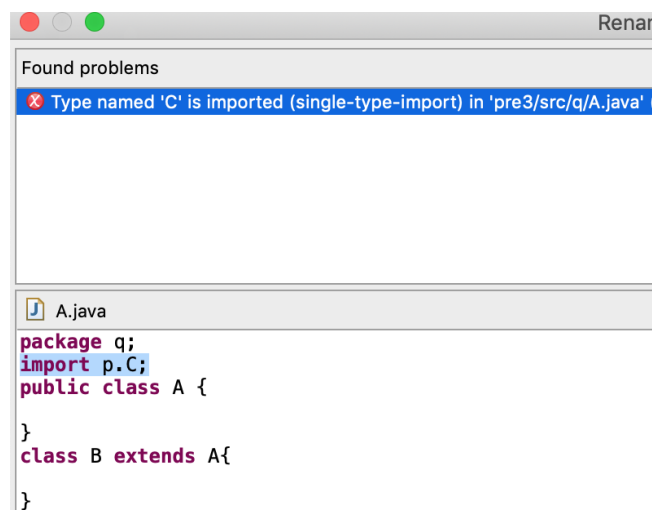 Renar
Found problems
Type named 'C' is imported (single-type-import) in 'pre3/src/q/A.java' (
A.java
package q;
import p.C;
public class A {
}
class B extends A{
}